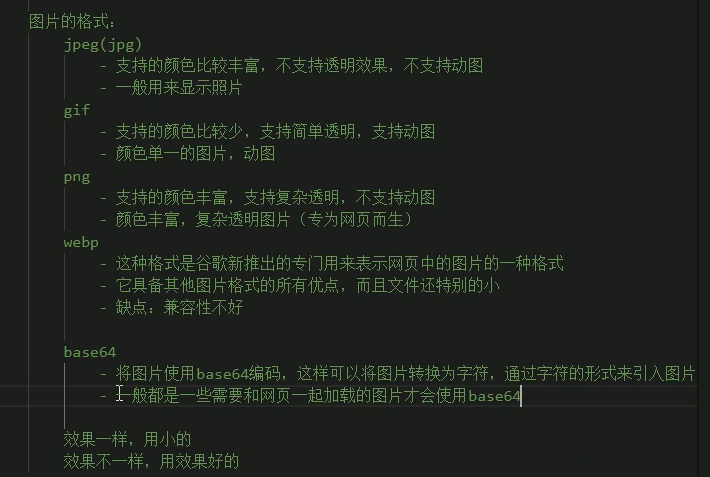 图片的格式：
jpeg(jpg)
- 支持的颜色比较丰富，不支持透明效果，不支持动图
- 一般用来显示照片
gif
- 支持的颜色比较少，支持简单透明，支持动图
- 颜色单一的图片，动图
png
- 支持的颜色丰富，支持复杂透明，不支持动图
- 颜色丰富，复杂透明图片（专为网页而生）
webp
- 这种格式是谷歌新推出的专门用来表示网页中的图片的一种格式
- 它具备其他图片格式的所有优点，而且文件还特别的小
- 缺点：兼容性不好
base64
- 将图片使用base64编码，这样可以将图片转换为字符，通过字符的形式来引入图片
- 一般都是一些需要和网页一起加载的图片才会使用base64
效果一样，用小的
效果不一样，用效果好的